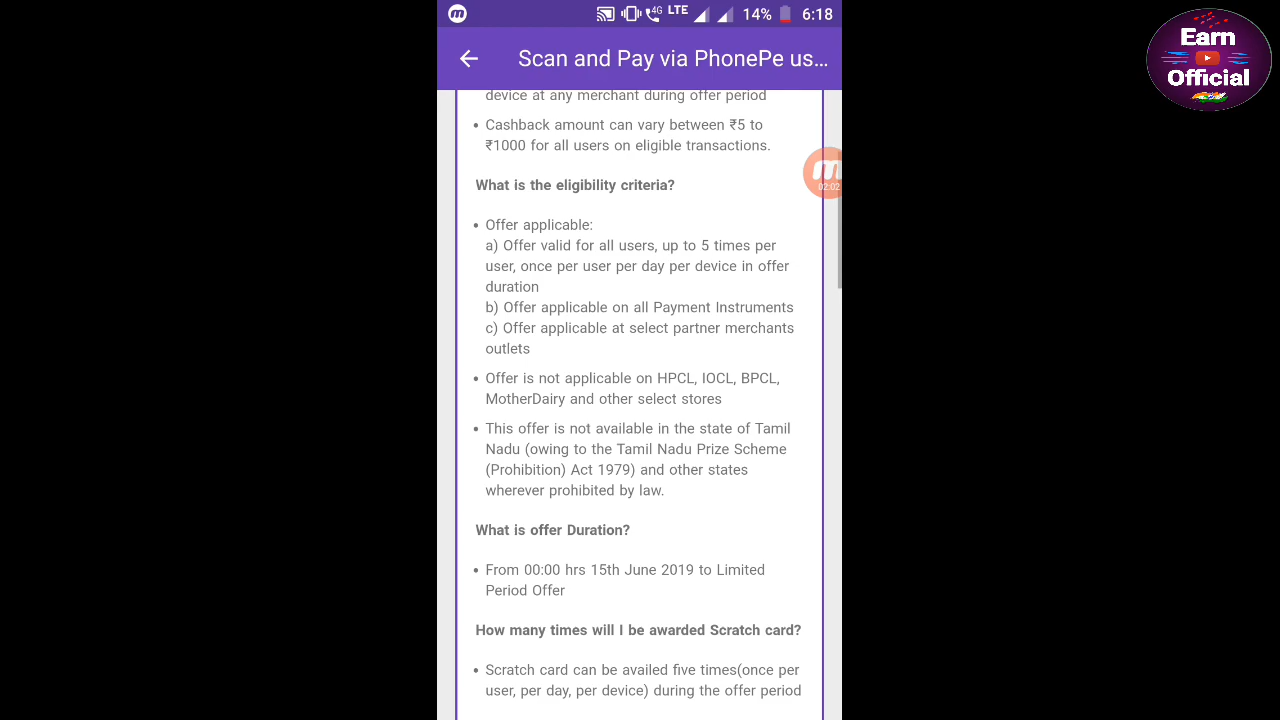 4G LTE 14% 6:18
Scan and Pay via PhonePe us...
Earn
Official
device at any merchant during offer period
• Cashback amount can vary between ₹5 to
₹1000 for all users on eligible transactions.
02:02
What is the eligibility criteria?
• Offer applicable:
a) Offer valid for all users, up to 5 times per
user, once per user per day per device in offer
duration
b) Offer applicable on all Payment Instruments
c) Offer applicable at select partner merchants
outlets
• Offer is not applicable on HPCL, IOCL, BPCL,
MotherDairy and other select stores
• This offer is not available in the state of Tamil
Nadu (owing to the Tamil Nadu Prize Scheme
(Prohibition) Act 1979) and other states
wherever prohibited by law.
What is offer Duration?
• From 00:00 hrs 15th June 2019 to Limited
Period Offer
How many times will I be awarded Scratch card?
• Scratch card can be availed five times(once per
user, per day, per device) during the offer period